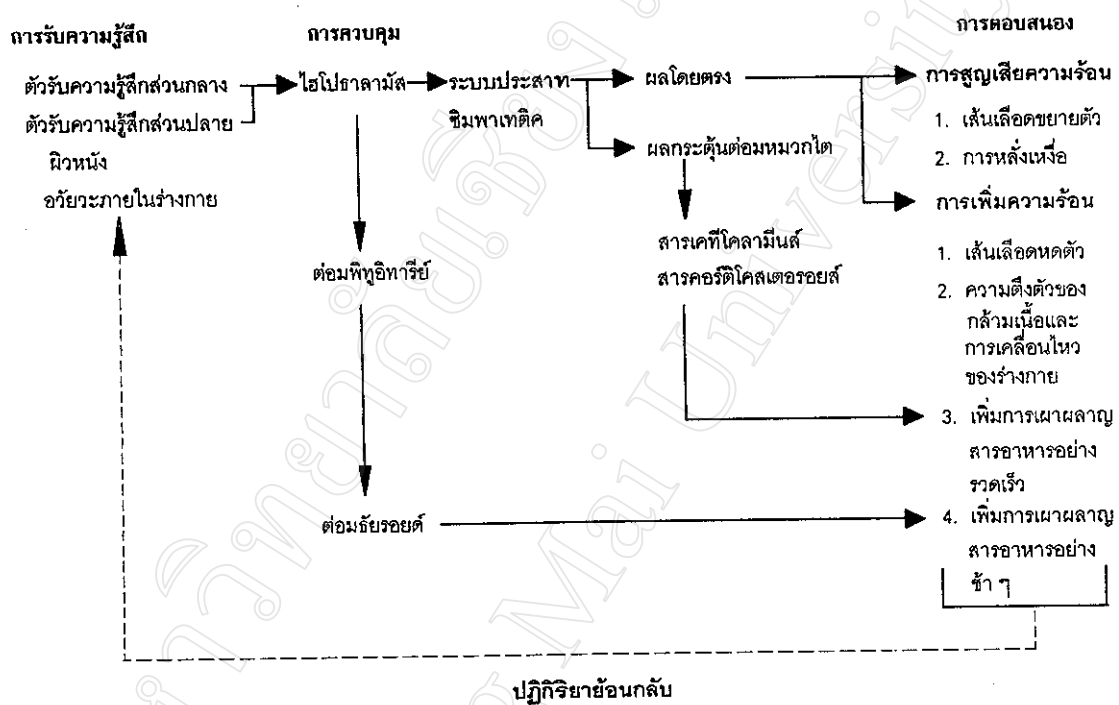 การรับความรู้สึก
การควบคุม
การตอบสนอง
ตัวรับความรู้สึกส่วนกลาง
ตัวรับความรู้สึกส่วนปลาย
ผิวหนัง
อวัยวะภายในร่างกาย
ไฮโปธาลามัส
ระบบประสาท
ซิมพาเทติค
ผลโดยตรง
ผลกระตุ้นต่อมหมวกไต
สารเคทีโคลามีนส์
สารคอร์ติโคสเตอรอยส์
ต่อมพิทูอิทารีย์
ต่อมธัยรอยด์
การสูญเสียความร้อน
1. เส้นเลือดขยายตัว
2. การหลั่งเหงื่อ
การเพิ่มความร้อน
1. เส้นเลือดหดตัว
2. ความตึงตัวของ
กล้ามเนื้อและ
การเคลื่อนไหว
ของร่างกาย
3. เพิ่มการเผาผลาญ
สารอาหารอย่าง
รวดเร็ว
4. เพิ่มการเผาผลาญ
สารอาหารอย่าง
ช้า ๆ
ปฏิกิริยาย้อนกลับ
Mai University